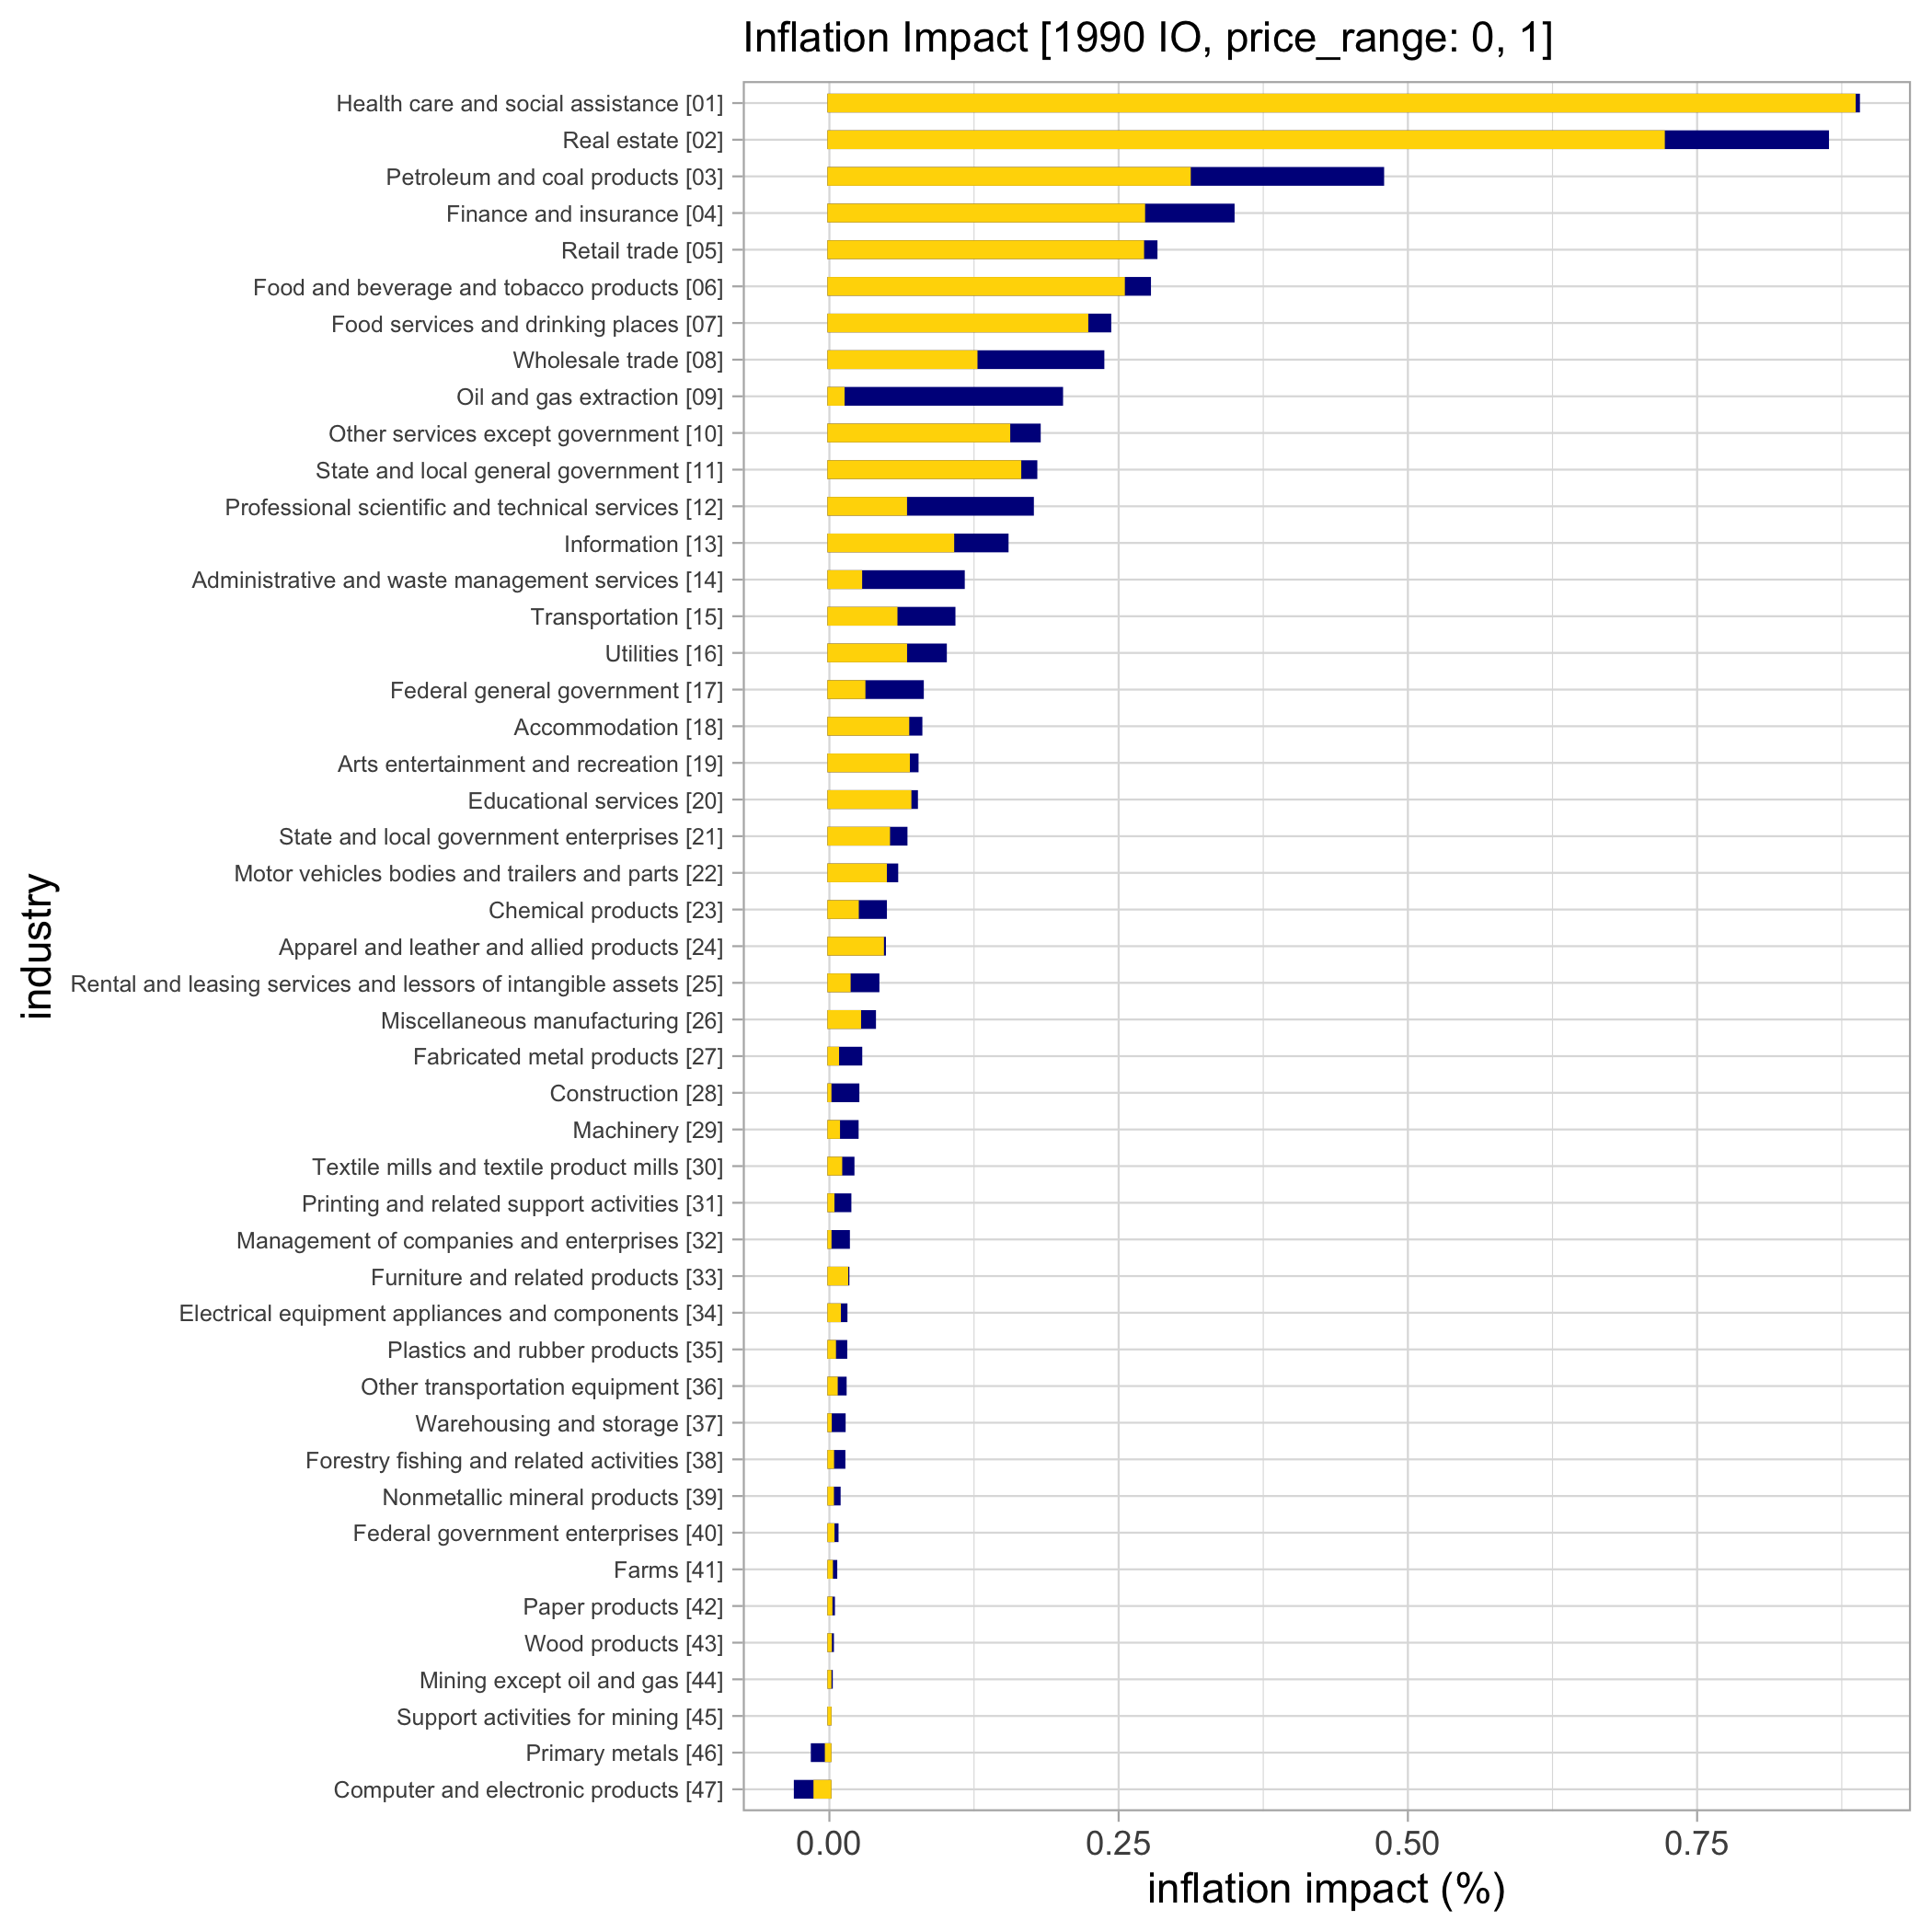 Inflation Impact [1990 IO, price_range: 0, 1]
Health care and social assistance [01]
Real estate [02]
Petroleum and coal products [03]
Finance and insurance [04]
Retail trade [05]
Food and beverage and tobacco products [06]
Food services and drinking places [07]
Wholesale trade [08]
Oil and gas extraction [09]
Other services except government [10]
State and local general government [11]
Professional scientific and technical services [12]
Information [13]
Administrative and waste management services [14]
Transportation [15]
Utilities [16]
Federal general government [17]
Accommodation [18]
Arts entertainment and recreation [19]
Educational services [20]
State and local government enterprises [21]
Motor vehicles bodies and trailers and parts [22]
Chemical products [23]
Apparel and leather and allied products [24]
Rental and leasing services and lessors of intangible assets [25]
Miscellaneous manufacturing [26]
Fabricated metal products [27]
Construction [28]
Machinery [29]
Textile mills and textile product mills [30]
Printing and related support activities [31]
Management of companies and enterprises [32]
Furniture and related products [33]
Electrical equipment appliances and components [34]
Plastics and rubber products [35]
Other transportation equipment [36]
Warehousing and storage [37]
Forestry fishing and related activities [38]
Nonmetallic mineral products [39]
Federal government enterprises [40]
Farms [41]
Paper products [42]
Wood products [43]
Mining except oil and gas [44]
Support activities for mining [45]
Primary metals [46]
Computer and electronic products [47]
industry
0.00 0.25 0.50 0.75
inflation impact (%)